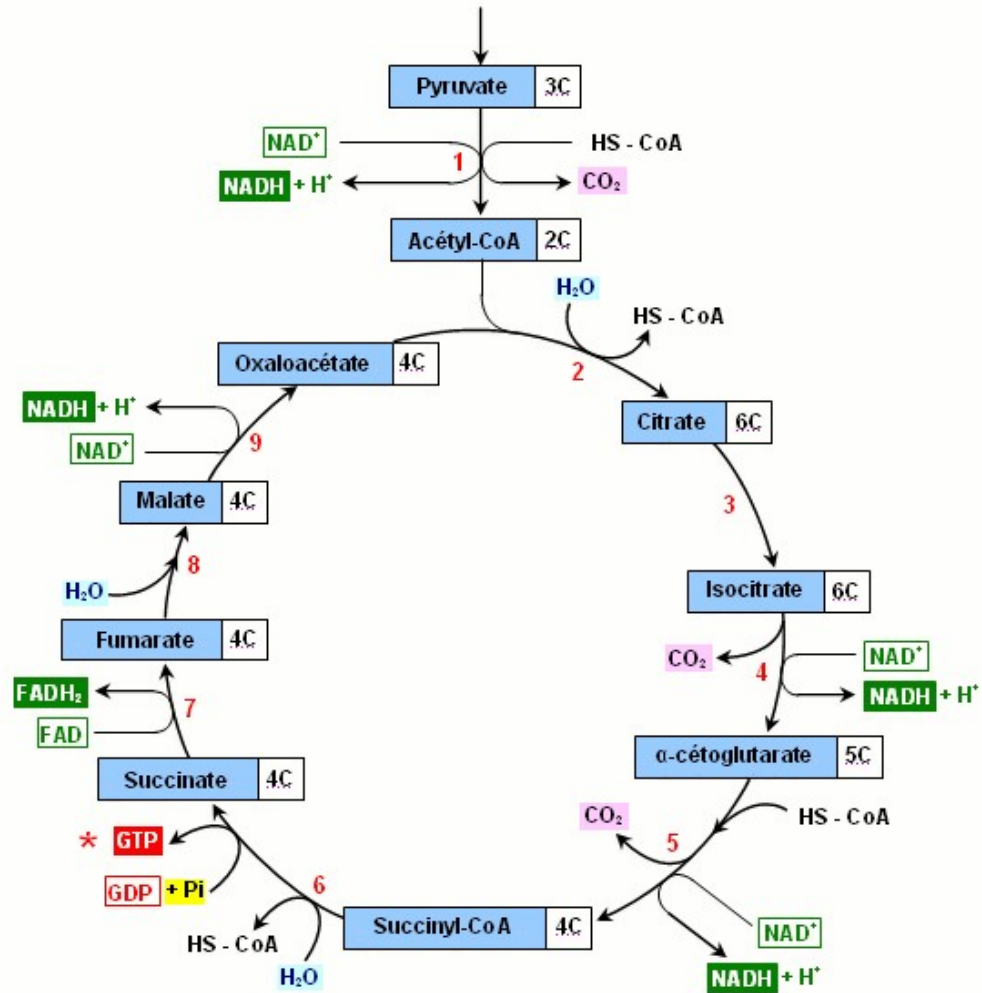 Pyruvate 3C
NAD⁺ HS - CoA
1
NADH + H⁺ CO₂
Acétyl-CoA 2C
H₂O
HS - CoA
Oxaloacétate 4C
2
NADH + H⁺
Citrate 6C
NAD⁺ 9
Malate 4C
3
8
H₂O
Isocitrate 6C
Fumarate 4C
CO₂ 4 NAD⁺
FADH₂ NADH + H⁺
7
FAD
α-cétoglutarate 5C
Succinate 4C
CO₂ HS - CoA
* GTP
5
GDP + Pi 6
Succinyl-CoA 4C
HS - CoA NAD⁺
H₂O
NADH + H⁺